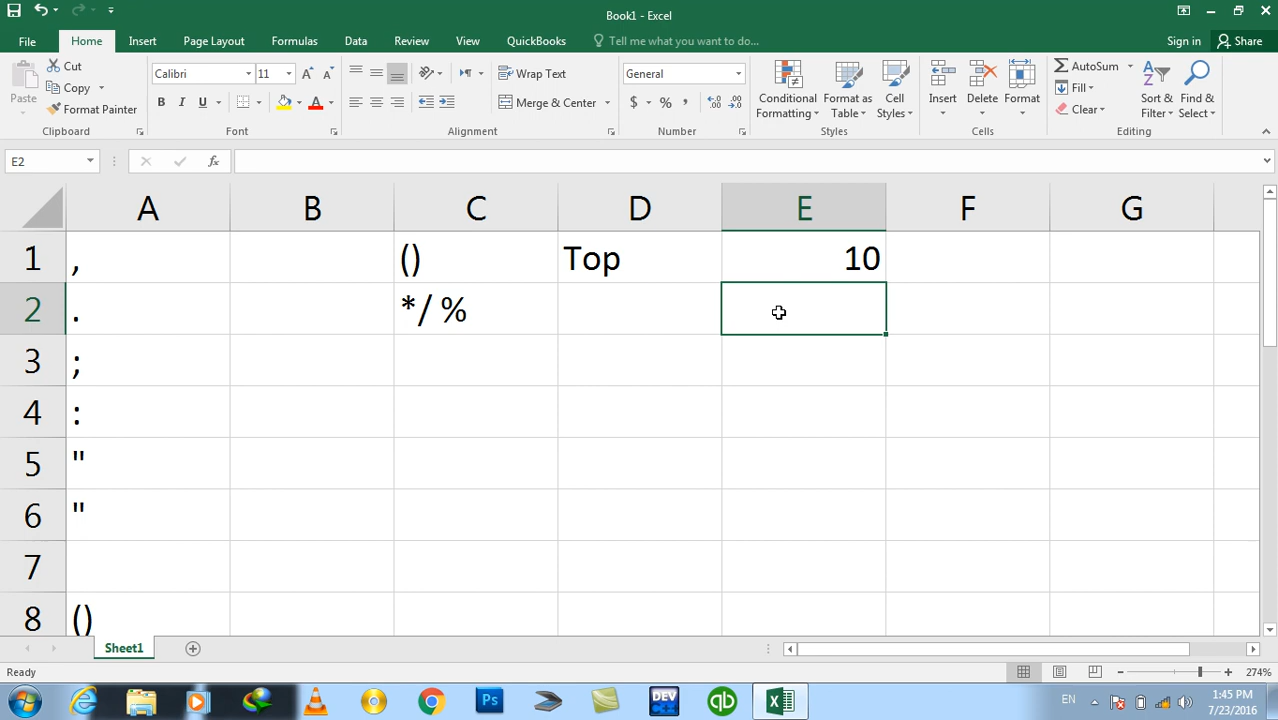 Book1 - Excel
File Home Insert Page Layout Formulas Data Review View QuickBooks Tell me what you want to do... Sign in Share
Paste
Cut
Copy
Format Painter
Clipboard
Calibri 11
B I U A
Font
Wrap Text
Merge & Center
Alignment
General
$ % ,
Number
Conditional Formatting
Format as Table
Cell Styles
Styles
Insert Delete Format
Cells
AutoSum
Fill
Clear
Sort & Filter
Find & Select
Editing
E2 fx
A B C D E F G
1 , () Top 10
2 . */ %
3 ;
4 :
5 "
6 "
7
8 ()
Sheet1
Ready 274%
Ps DEV C++ qb EN 1:45 PM
7/23/2016